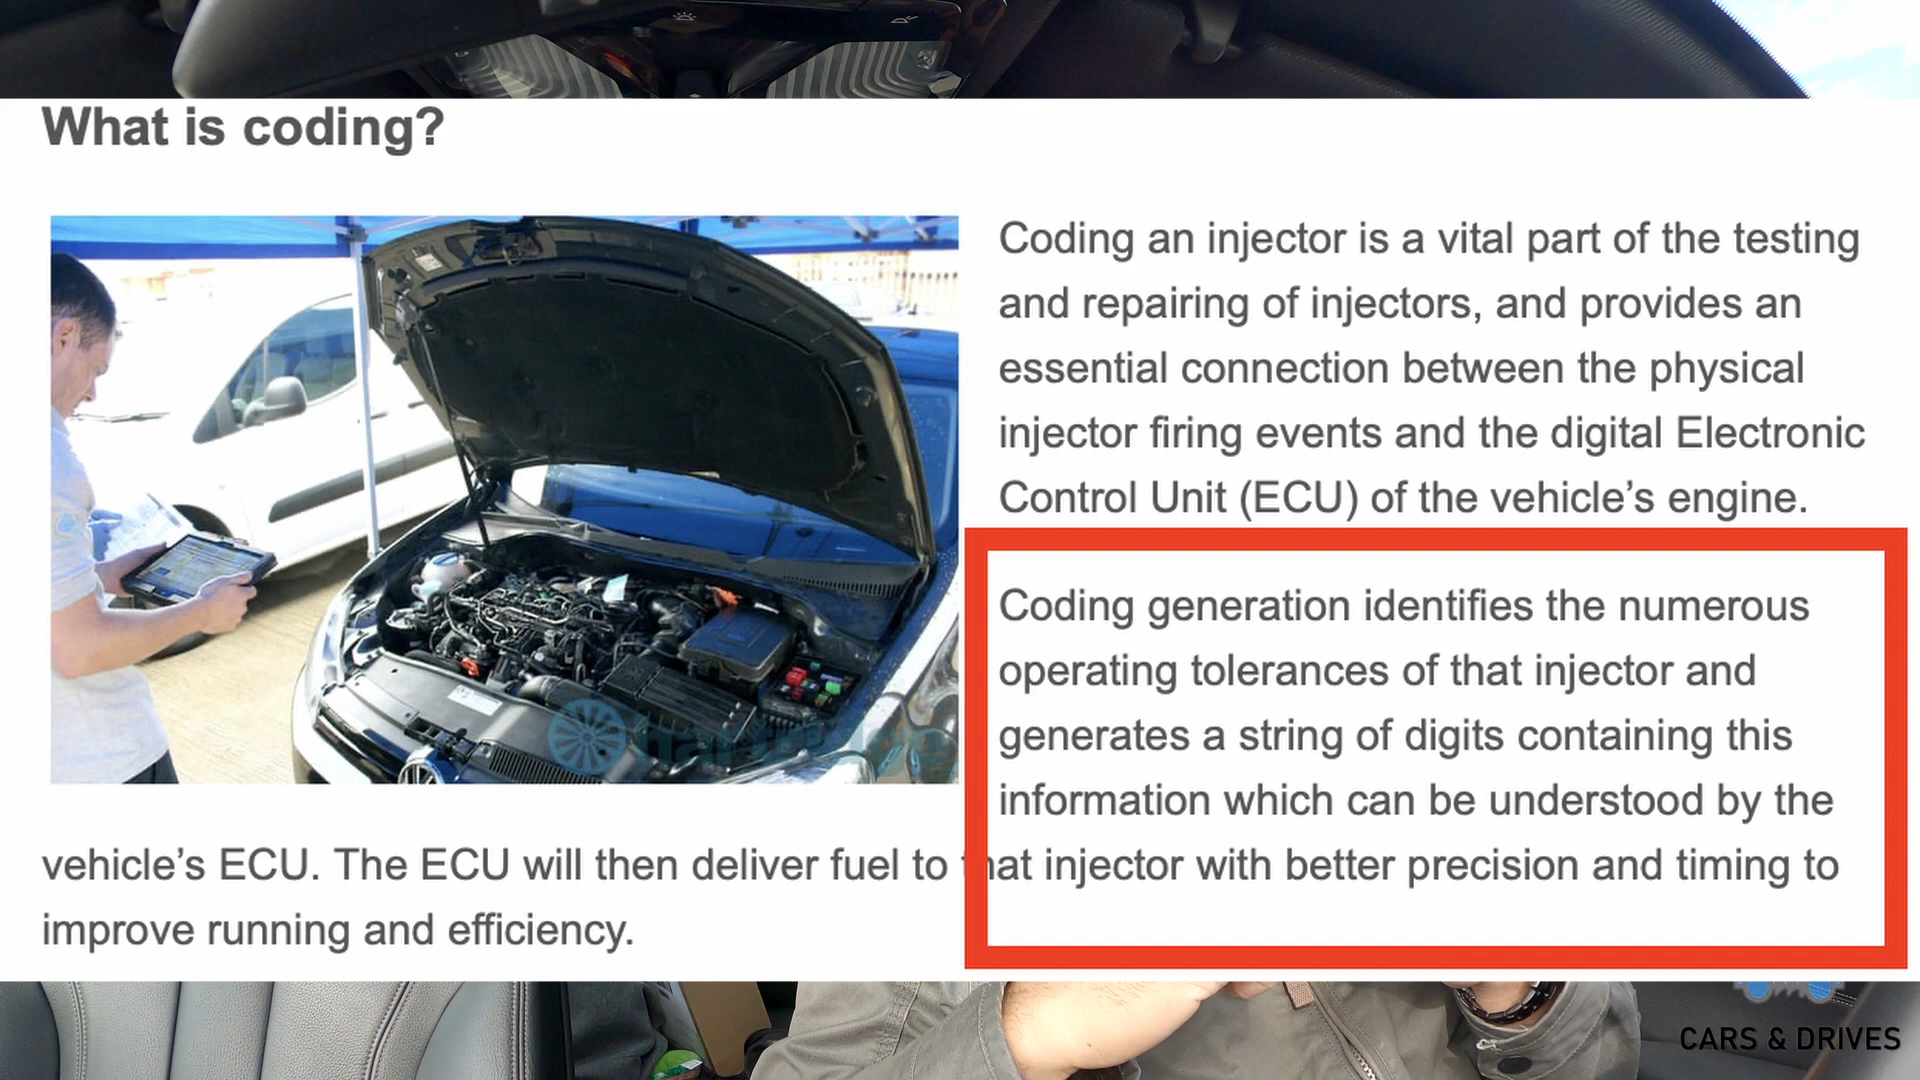 What is coding?
Coding an injector is a vital part of the testing
and repairing of injectors, and provides an
essential connection between the physical
injector firing events and the digital Electronic
Control Unit (ECU) of the vehicle’s engine.
Coding generation identifies the numerous
operating tolerances of that injector and
generates a string of digits containing this
information which can be understood by the
vehicle’s ECU. The ECU will then deliver fuel to that injector with better precision and timing to
improve running and efficiency.
hartridge
CARS & DRIVES